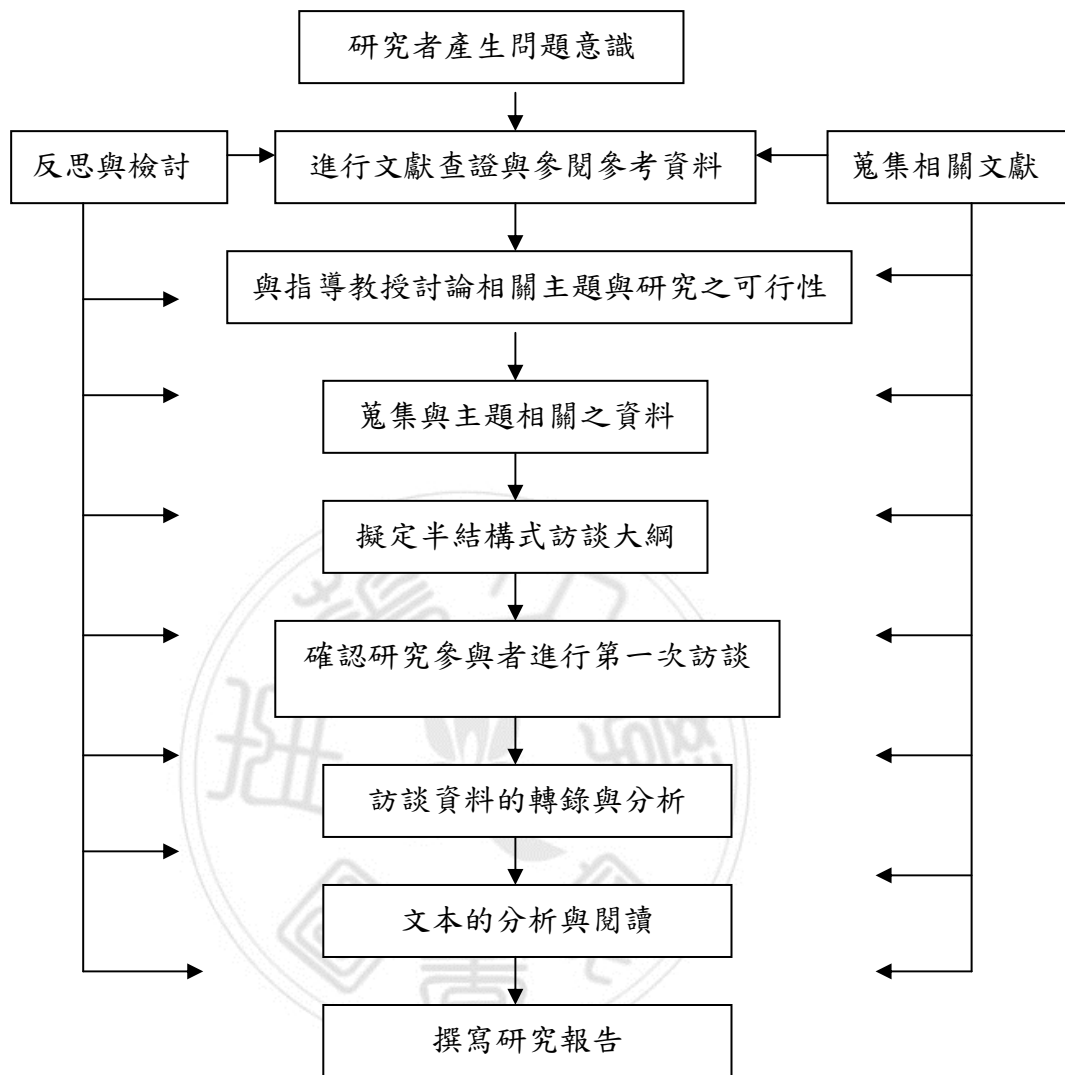 研究者產生問題意識
反思與檢討
進行文獻查證與參閱參考資料
蒐集相關文獻
與指導教授討論相關主題與研究之可行性
蒐集與主題相關之資料
擬定半結構式訪談大綱
確認研究參與者進行第一次訪談
訪談資料的轉錄與分析
文本的分析與閱讀
撰寫研究報告